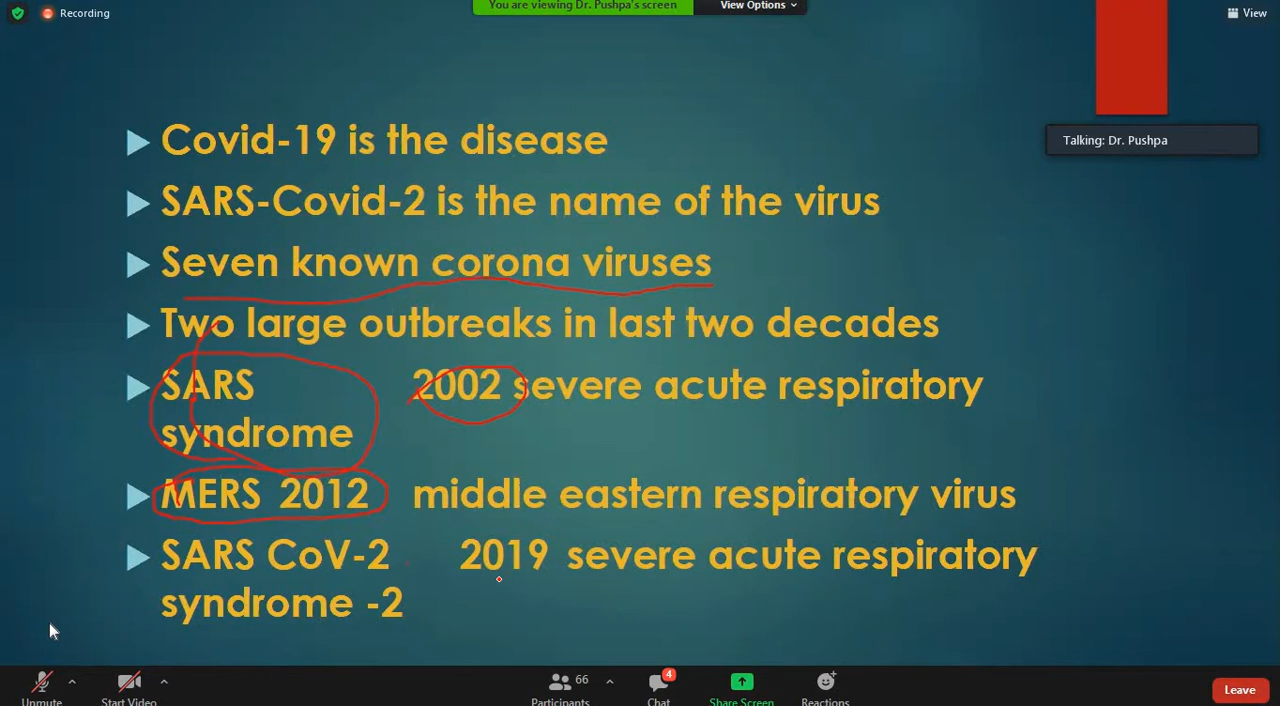 Recording
You are viewing Dr. Pushpa's screen
View Options
View
Talking: Dr. Pushpa
Covid-19 is the disease
SARS-Covid-2 is the name of the virus
Seven known corona viruses
Two large outbreaks in last two decades
SARS 2002 severe acute respiratory
syndrome
MERS 2012 middle eastern respiratory virus
SARS CoV-2 2019 severe acute respiratory
syndrome -2
Unmute
Start Video
66
Participants
4
Chat
Share Screen
Reactions
Leave